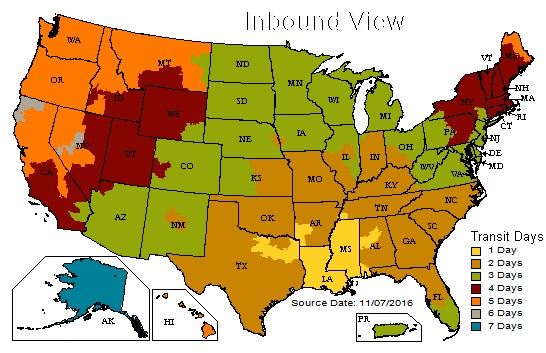 Inbound View
WA
OR
CA
NV
ID
MT
WY
UT
AZ
CO
NM
ND
SD
NE
KS
OK
TX
MN
IA
MO
AR
LA
WI
IL
MI
IN
OH
KY
TN
MS
AL
GA
FL
SC
NC
VA
WV
PA
NY
VT
ME
NH
MA
RI
CT
NJ
DE
MD
AK
HI
PR
Source Date: 11/07/2016
Transit Days
1 Day
2 Days
3 Days
4 Days
5 Days
6 Days
7 Days